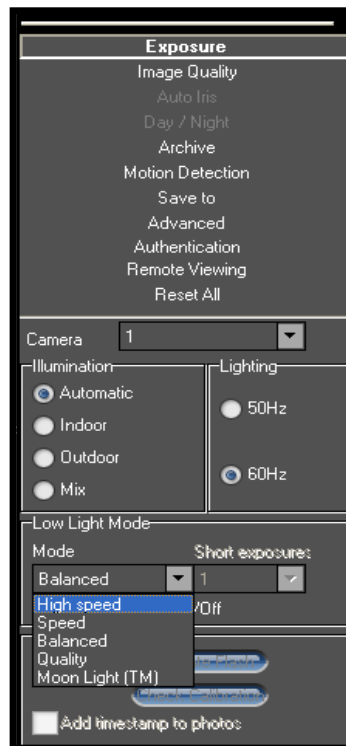 Exposure
Image Quality
Auto Iris
Day / Night
Archive
Motion Detection
Save to
Advanced
Authentication
Remote Viewing
Reset All
Camera 1
Illumination
Automatic
Indoor
Outdoor
Mix
Lighting
50Hz
60Hz
Low Light Mode
Mode Short exposures
Balanced 1
High speed /Off
Speed
Balanced
Quality
Moon Light (TM)
Add timestamp to photos